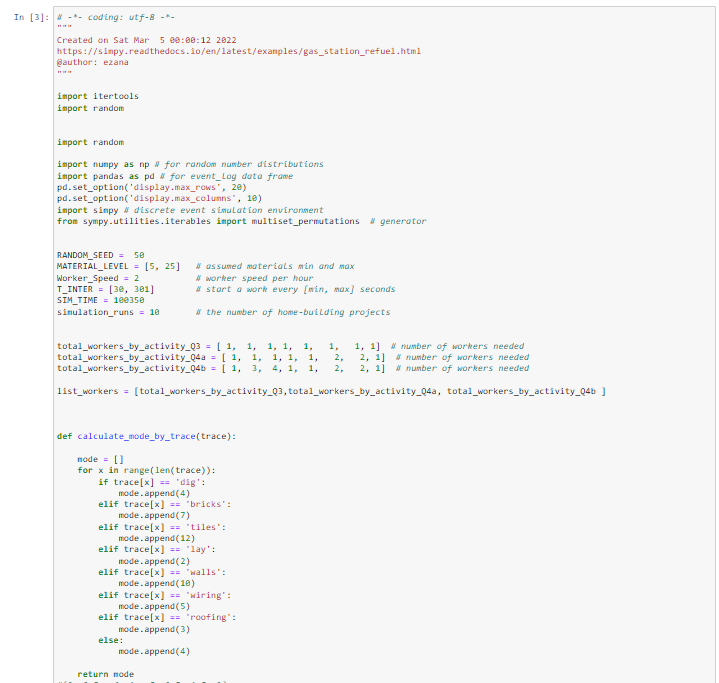 In [3]: # -*- coding: utf-8 -*-
"""
Created on Sat Mar  5 00:00:12 2022
https://simpy.readthedocs.io/en/latest/examples/gas_station_refuel.html
@author: ezana
"""
import itertools
import random
import random
import numpy as np # for random number distributions
import pandas as pd # for event_log data frame
pd.set_option('display.max_rows', 20)
pd.set_option('display.max_columns', 10)
import simpy # discrete event simulation environment
from sympy.utilities.iterables import multiset_permutations  # generator
RANDOM_SEED =  50
MATERIAL_LEVEL = [5, 25]   # assumed materials min and max
Worker_Speed = 2           # worker speed per hour
T_INTER = [30, 301]        # start a work every [min, max] seconds
SIM_TIME = 100350
simulation_runs = 10       # the number of home-building projects
total_workers_by_activity_Q3 = [ 1,  1,  1, 1,  1,   1,   1, 1]  # number of workers needed
total_workers_by_activity_Q4a = [ 1,  1,  1, 1,  1,   2,   2, 1]  # number of workers needed
total_workers_by_activity_Q4b = [ 1,  3,  4, 1,  1,   2,   2, 1]  # number of workers needed
list_workers = [total_workers_by_activity_Q3,total_workers_by_activity_Q4a, total_workers_by_activity_Q4b ]
def calculate_mode_by_trace(trace):
    mode = []
    for x in range(len(trace)):
        if trace[x] == 'dig':
            mode.append(4)
        elif trace[x] == 'bricks':
            mode.append(7)
        elif trace[x] == 'tiles':
            mode.append(12)
        elif trace[x] == 'lay':
            mode.append(2)
        elif trace[x] == 'walls':
            mode.append(10)
        elif trace[x] == 'wiring':
            mode.append(5)
        elif trace[x] == 'roofing':
            mode.append(3)
        else:
            mode.append(4)
    return mode